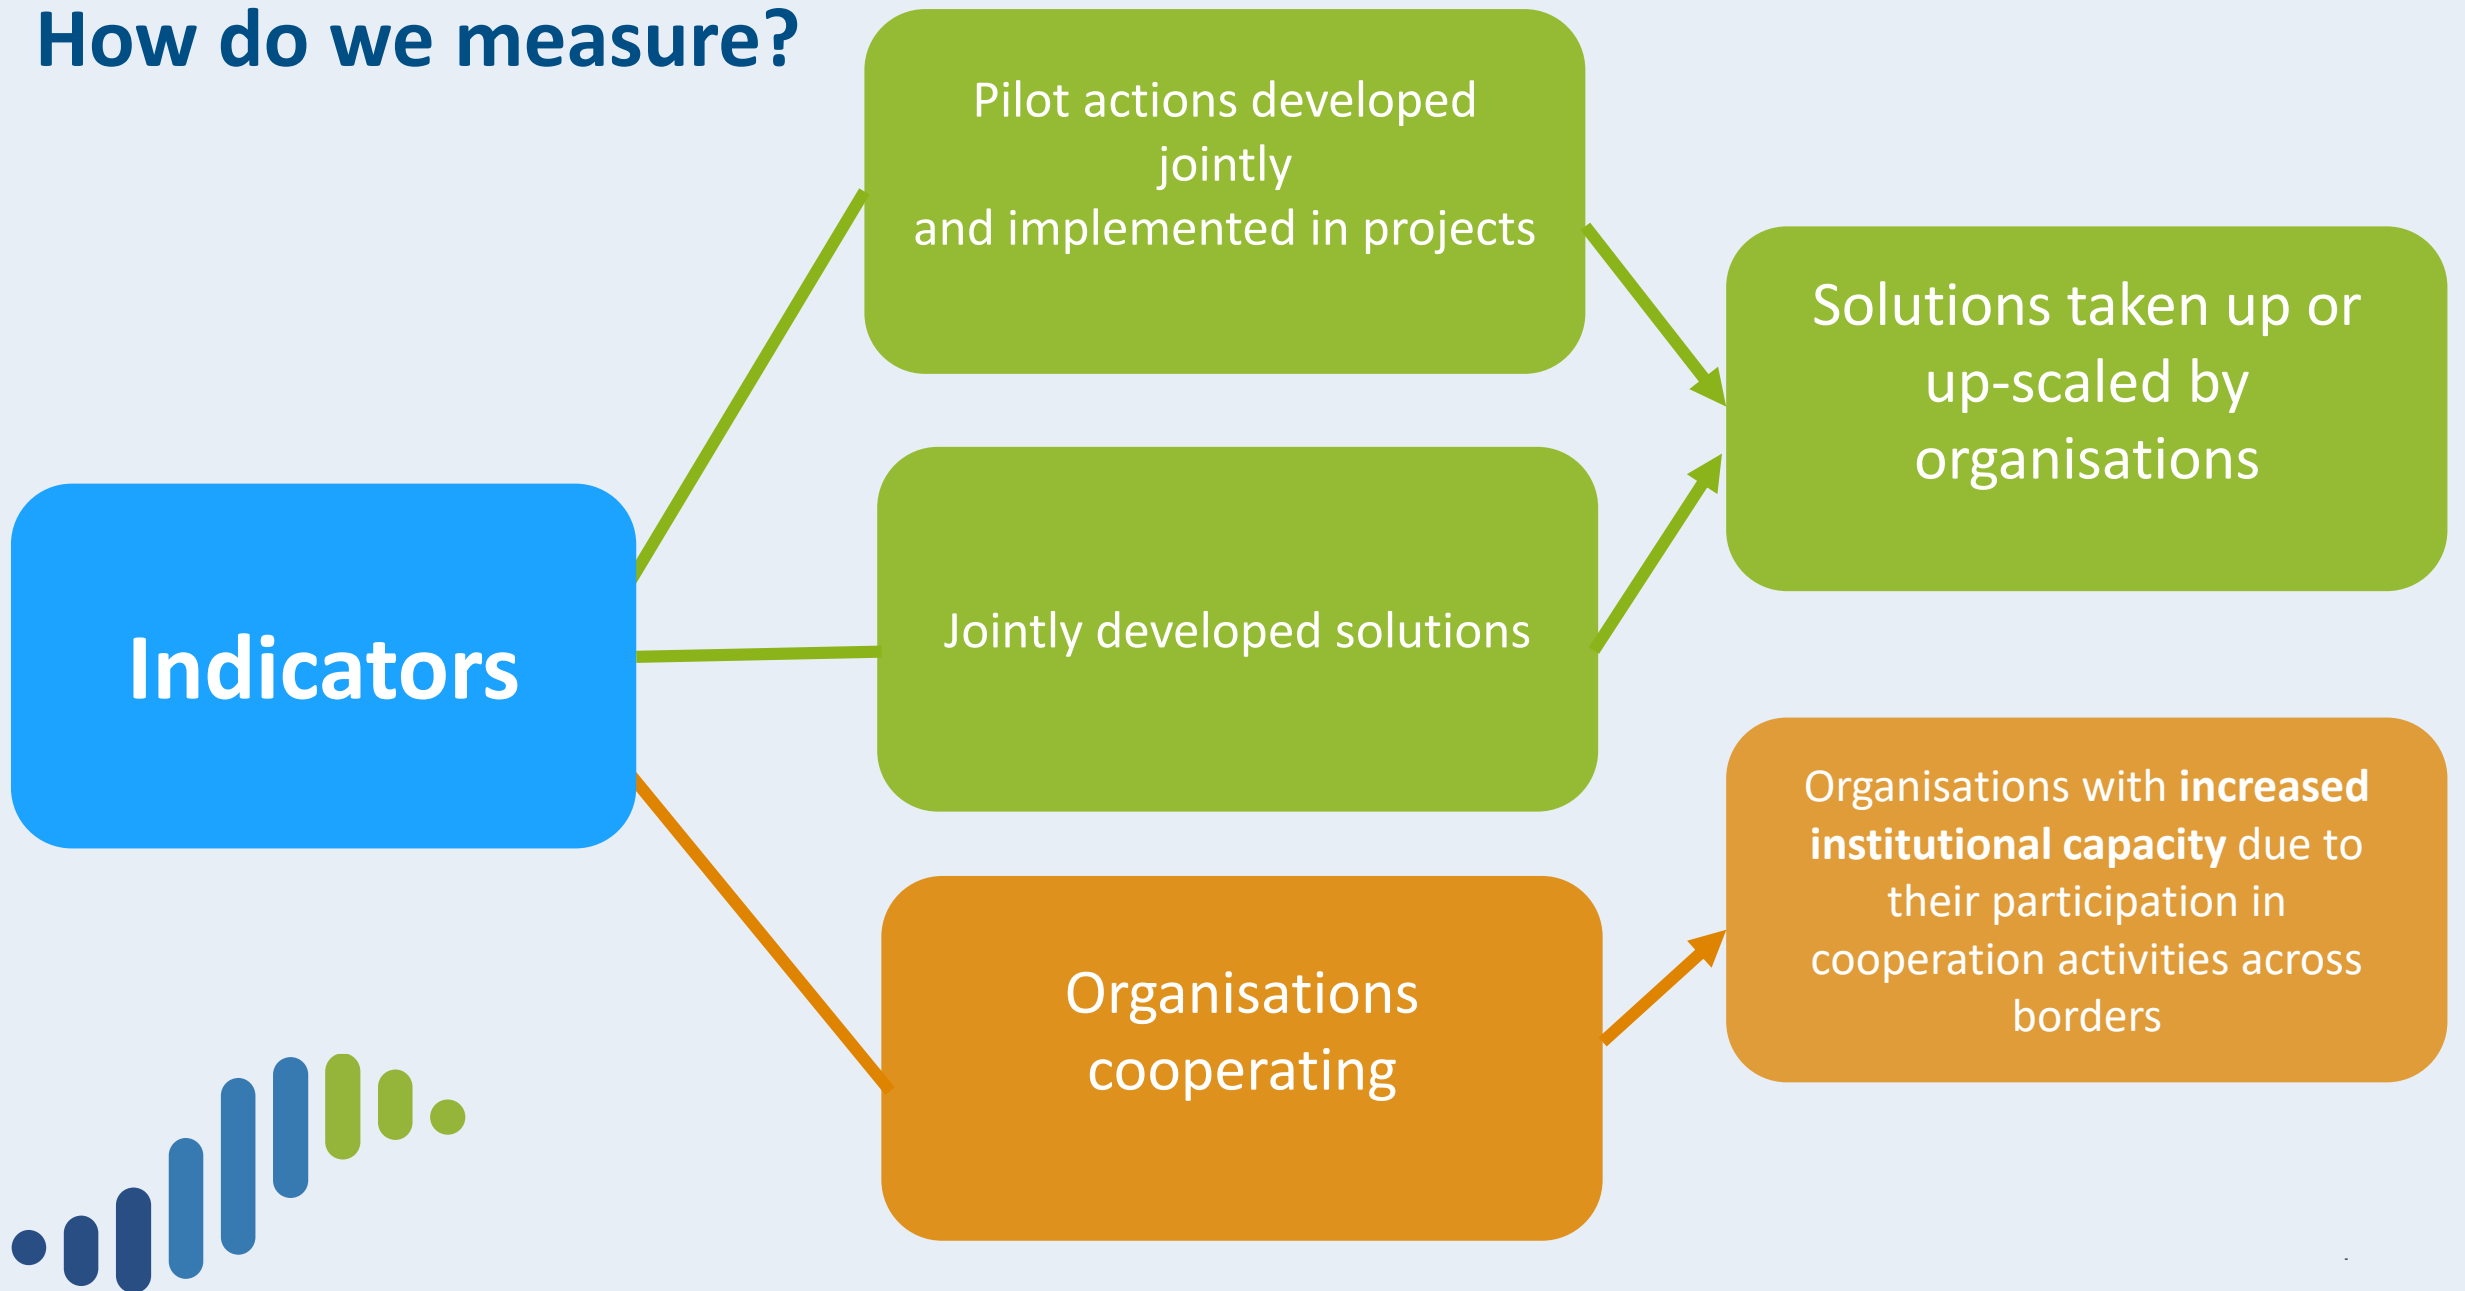 How do we measure?
Pilot actions developed
jointly
and implemented in projects
Solutions taken up or
up-scaled by
organisations
Indicators
Jointly developed solutions
Organisations with increased
institutional capacity due to
their participation in
cooperation activities across
borders
Organisations
cooperating